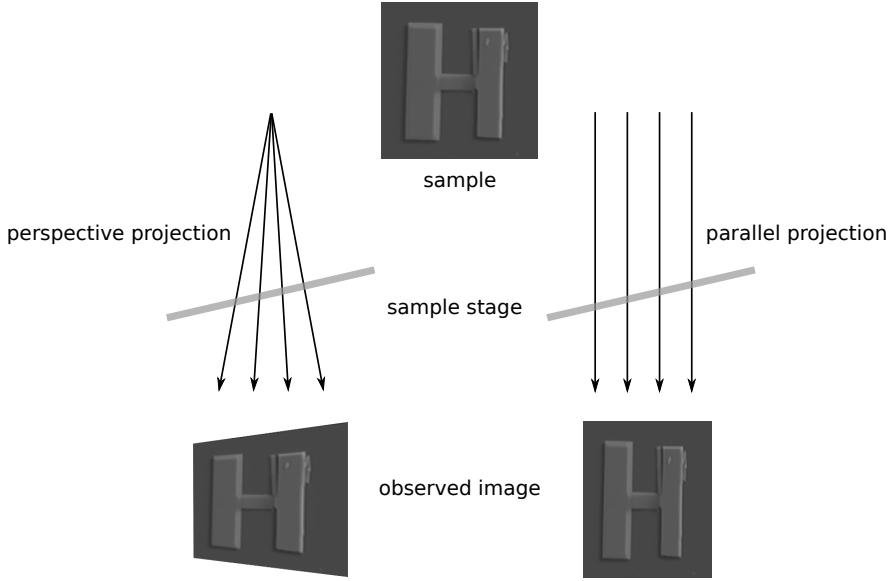 sample
perspective projection
parallel projection
sample stage
observed image